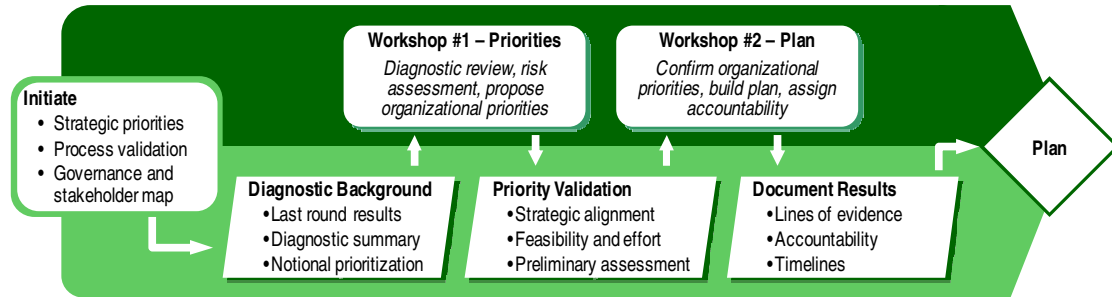 Initiate
• Strategic priorities
• Process validation
• Governance and
stakeholder map
Diagnostic Background
•Last round results
•Diagnostic summary
•Notional prioritization
Workshop #1 – Priorities
Diagnostic review, risk
assessment, propose
organizational priorities
Priority Validation
•Strategic alignment
•Feasibility and effort
•Preliminary assessment
Workshop #2 – Plan
Confirm organizational
priorities, build plan, assign
accountability
Document Results
•Lines of evidence
•Accountability
•Timelines
Plan